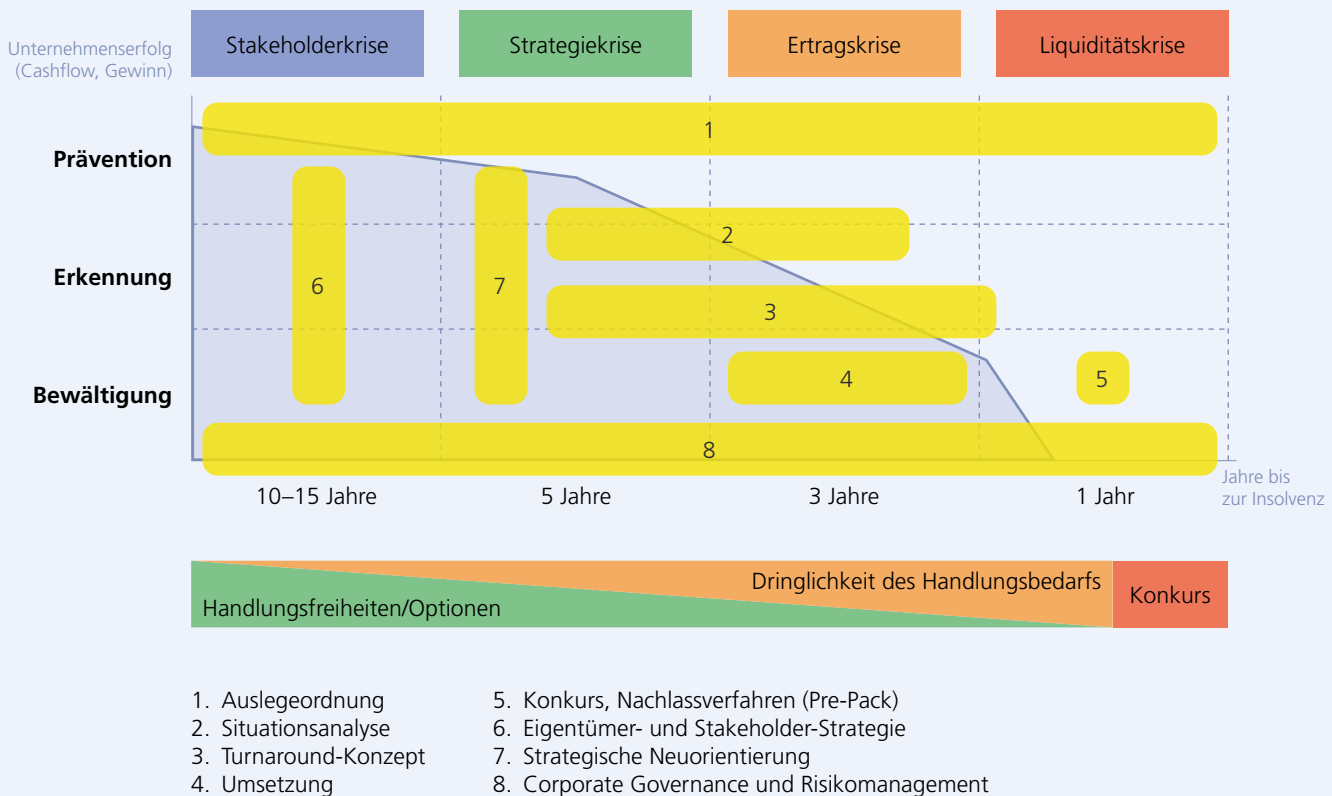 Unternehmenserfolg
(Cashflow, Gewinn)
Stakeholderkrise
Strategiekrise
Ertragskrise
Liquiditätskrise
Prävention
Erkennung
Bewältigung
1
2
6
7
3
4
5
8
10–15 Jahre
5 Jahre
3 Jahre
1 Jahr
Jahre bis
zur Insolvenz
Dringlichkeit des Handlungsbedarfs
Handlungsfreiheiten/Optionen
Konkurs
1. Auslegeordnung
2. Situationsanalyse
3. Turnaround-Konzept
4. Umsetzung
5. Konkurs, Nachlassverfahren (Pre-Pack)
6. Eigentümer- und Stakeholder-Strategie
7. Strategische Neuorientierung
8. Corporate Governance und Risikomanagement